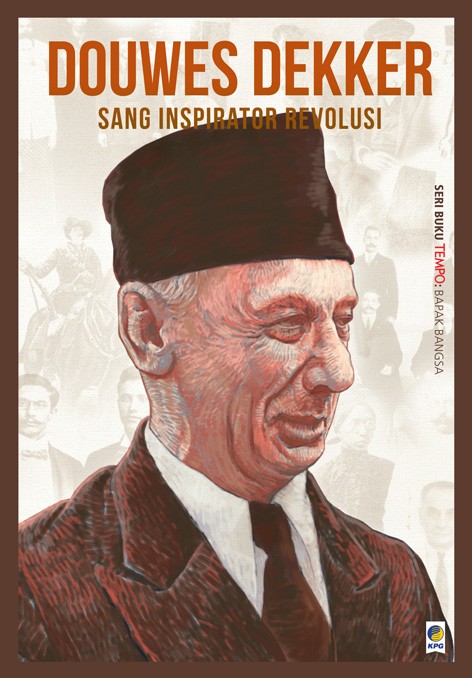 DOUWES DEKKER
SANG INSPIRATOR REVOLUSI
SERI BUKU TEMPO: BAPAK BANGSA
KPG